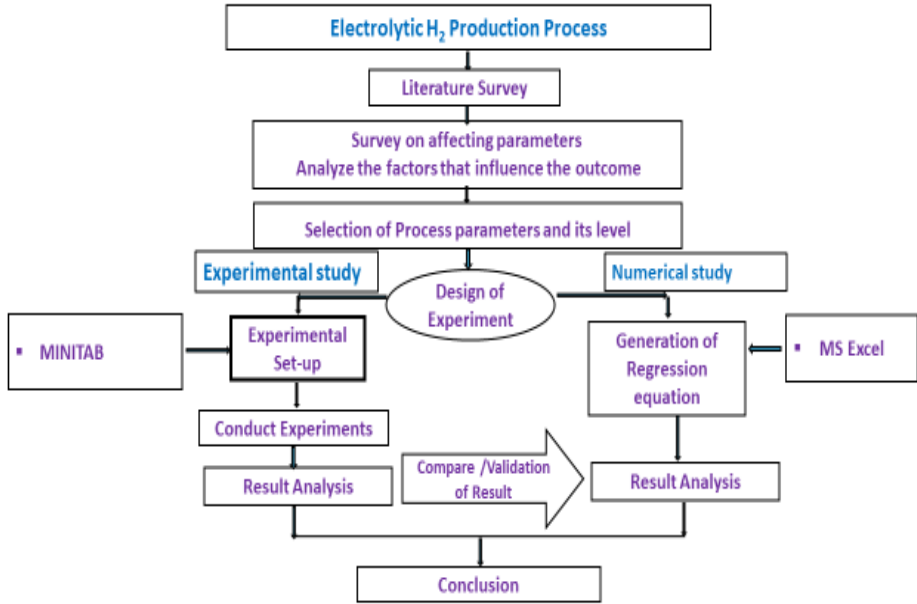 Electrolytic H₂ Production Process
Literature Survey
Survey on affecting parameters
Analyze the factors that influence the outcome
Selection of Process parameters and its level
Experimental study
Numerical study
Design of
Experiment
▪ MINITAB
Experimental
Set-up
Generation of
Regression
equation
▪ MS Excel
Conduct Experiments
Result Analysis
Compare /Validation
of Result
Result Analysis
Conclusion